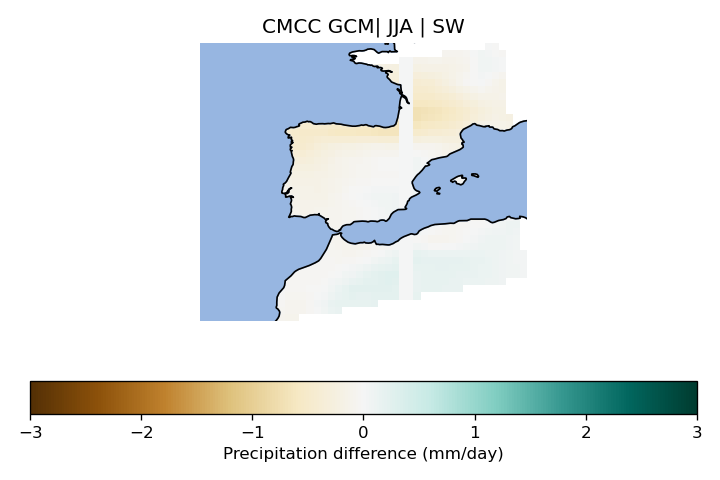 CMCC GCM| JJA | SW
−3 −2 −1 0 1 2 3
Precipitation difference (mm/day)